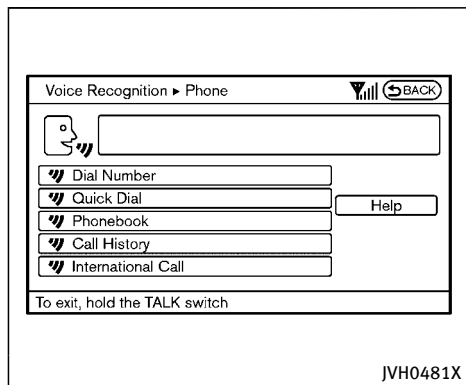 Voice Recognition ▸ Phone
BACK
Dial Number
Quick Dial
Phonebook
Call History
International Call
Help
To exit, hold the TALK switch
JVH0481X